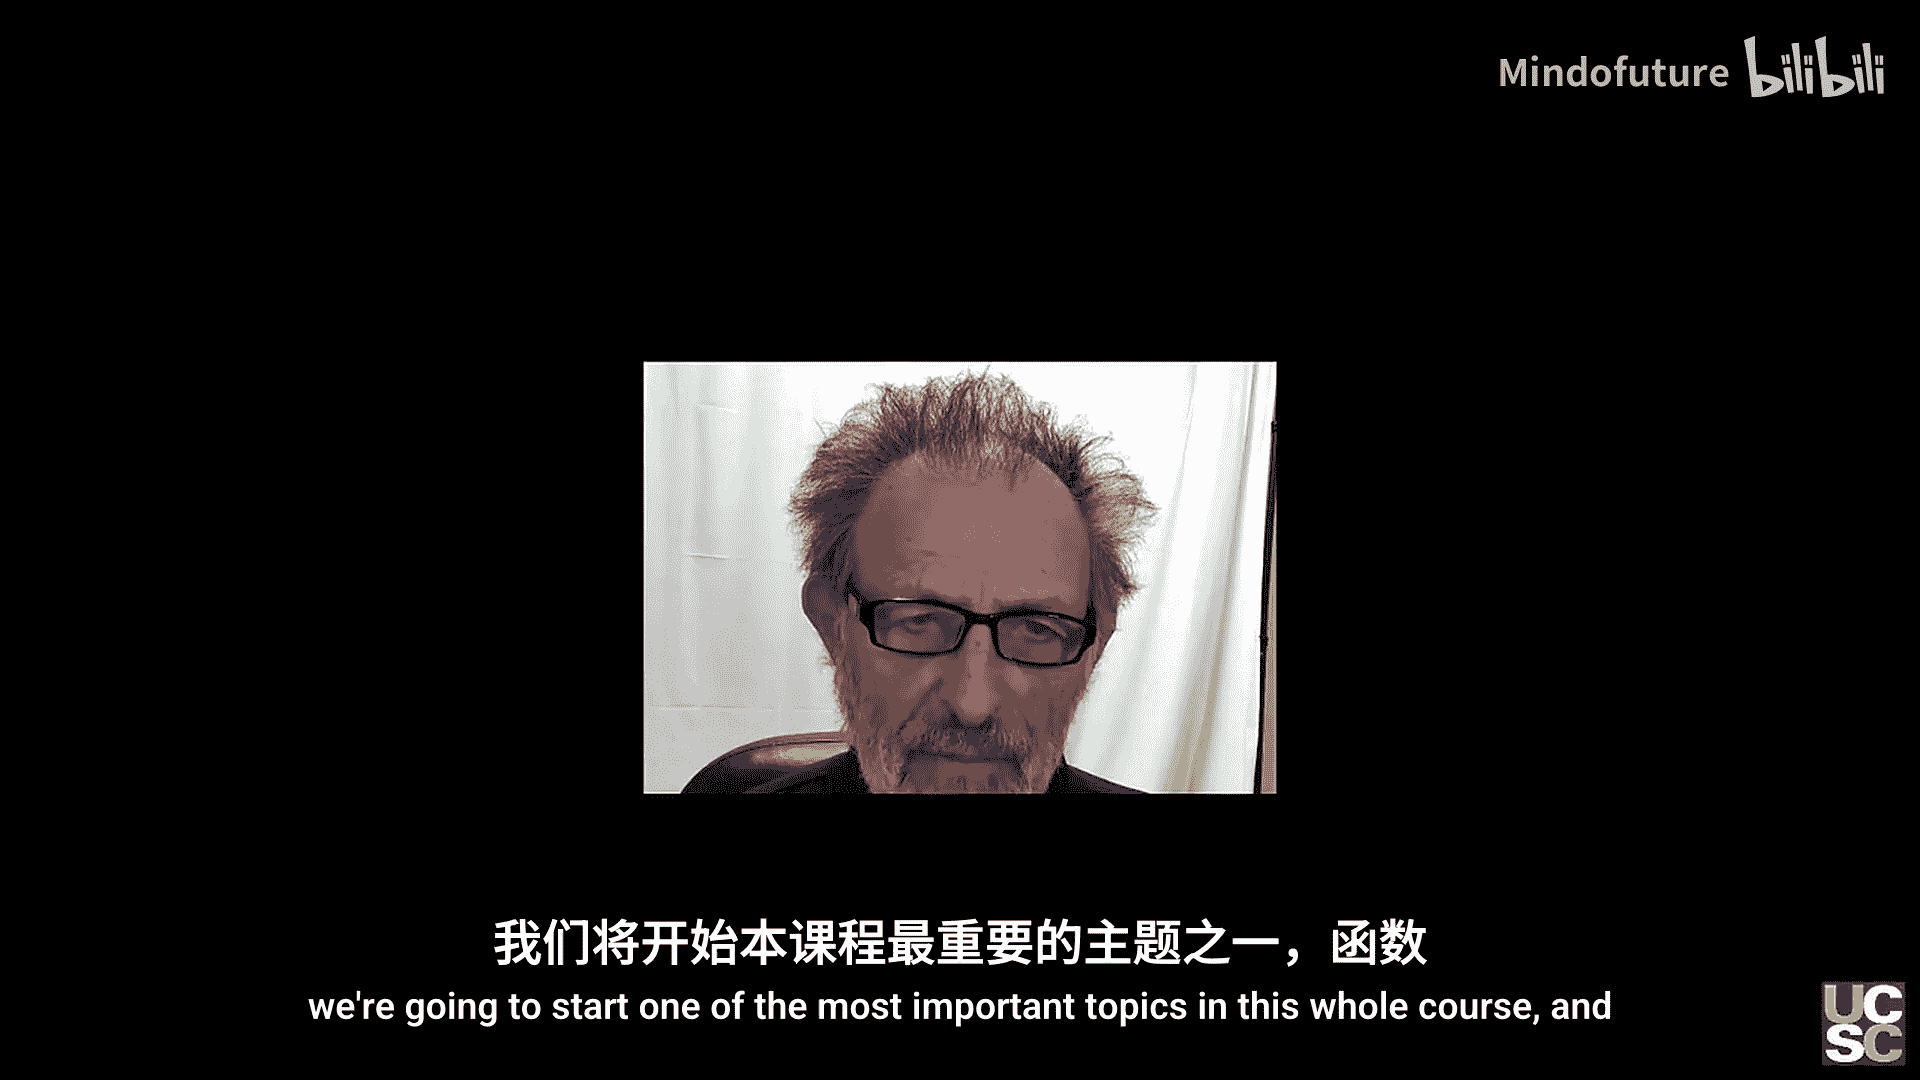 Mindofuture bilibili
我们将开始本课程最重要的主题之一，函数
we're going to start one of the most important topics in this whole course, and
UC
SC